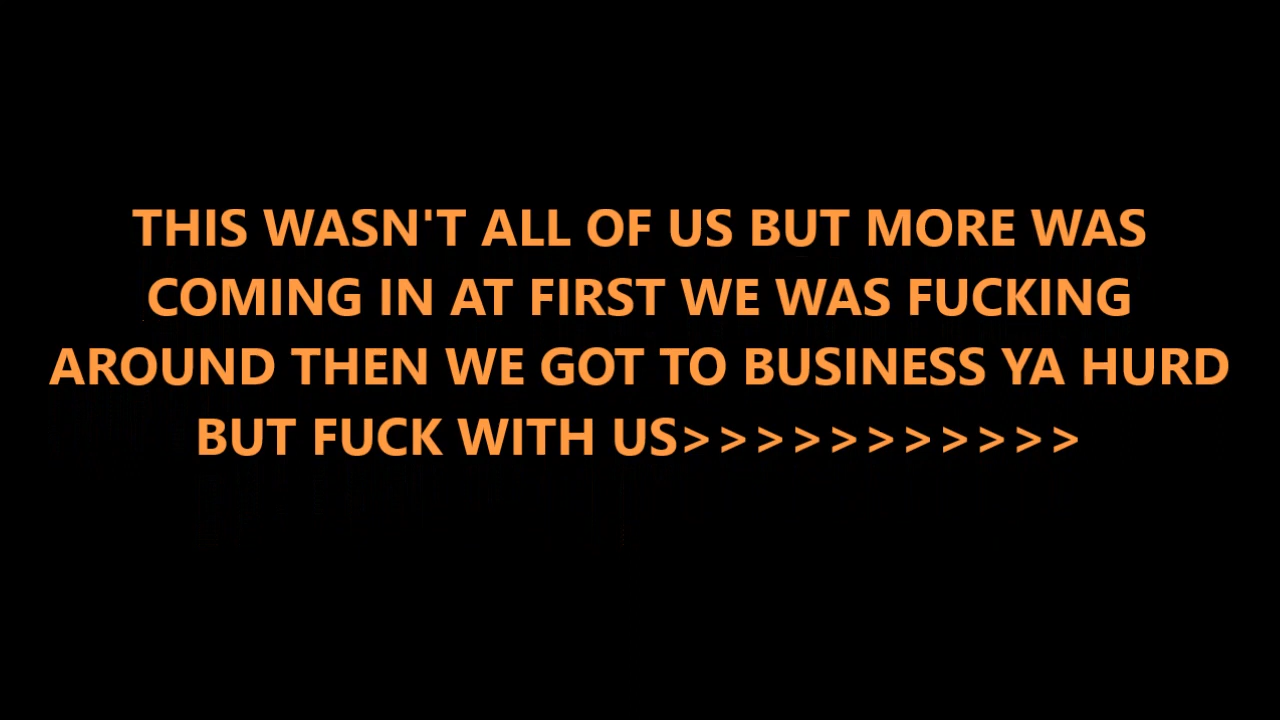 THIS WASN'T ALL OF US BUT MORE WAS
COMING IN AT FIRST WE WAS FUCKING
AROUND THEN WE GOT TO BUSINESS YA HURD
BUT FUCK WITH US>>>>>>>>>>>